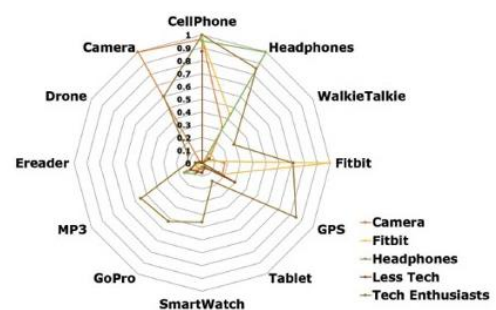 CellPhone
Camera
Headphones
Drone
WalkieTalkie
Ereader
Fitbit
MP3
GPS
GoPro
Tablet
SmartWatch
1
0.9
0.8
0.7
0.6
0.5
0.4
0.3
0.2
0.1
0
Camera
Fitbit
Headphones
Less Tech
Tech Enthusiasts